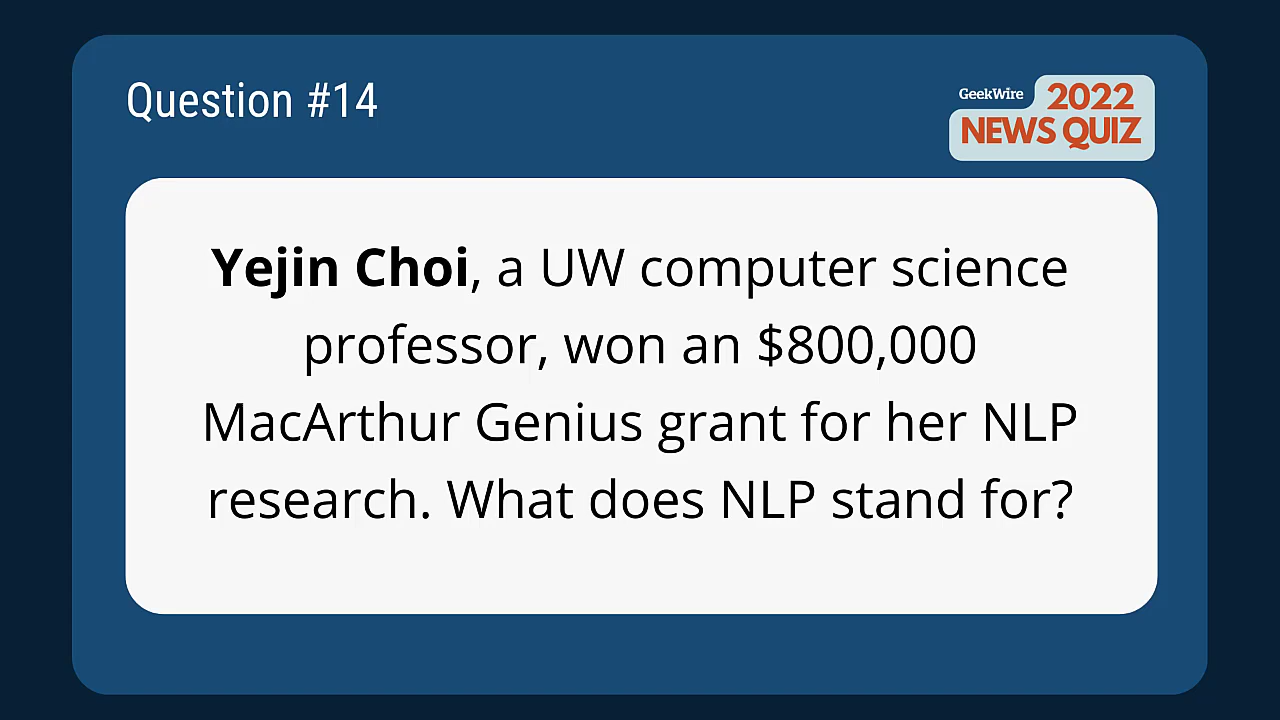 Question #14
GeekWire 2022
NEWS QUIZ
Yejin Choi, a UW computer science
professor, won an $800,000
MacArthur Genius grant for her NLP
research. What does NLP stand for?